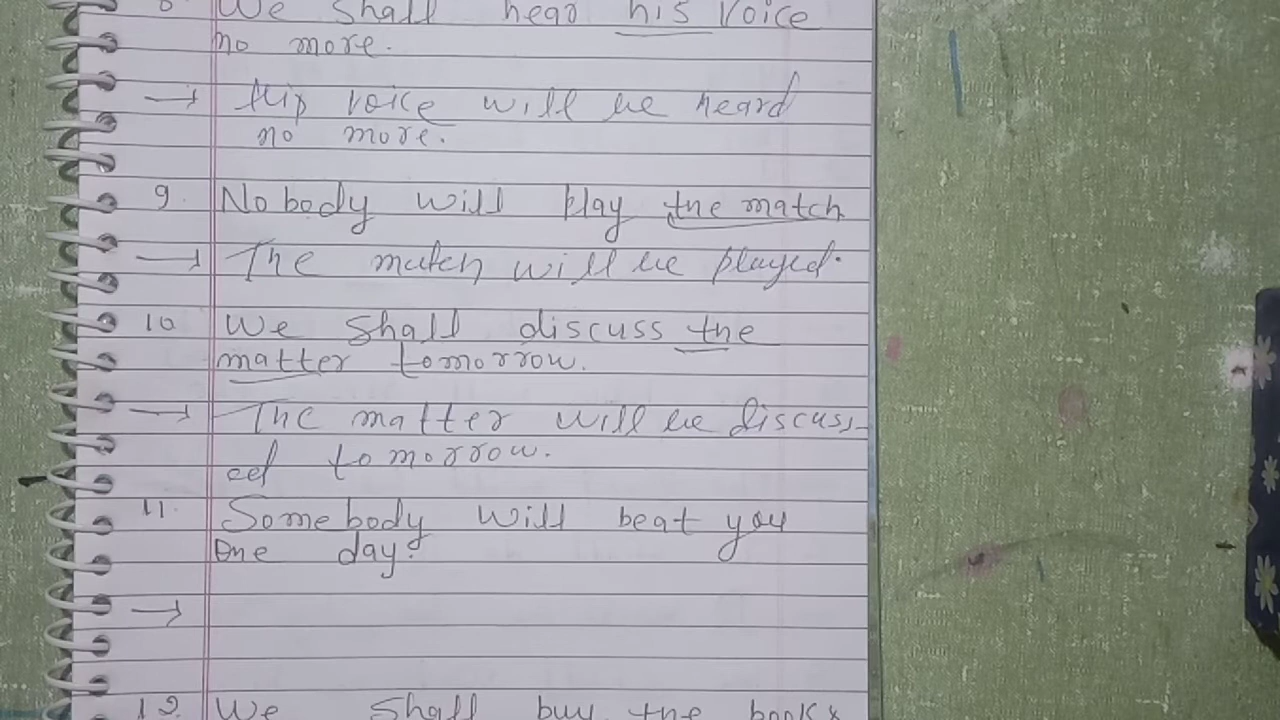 8. We shall hear his voice
no more.
→ His voice will be heard
no more.
9. Nobody will play the match
→ The match will be played.
10 We shall discuss the
matter tomorrow.
→ The matter will be discuss-
ed tomorrow.
11. Somebody will beat you
one day.
→
12. We shall buy the books